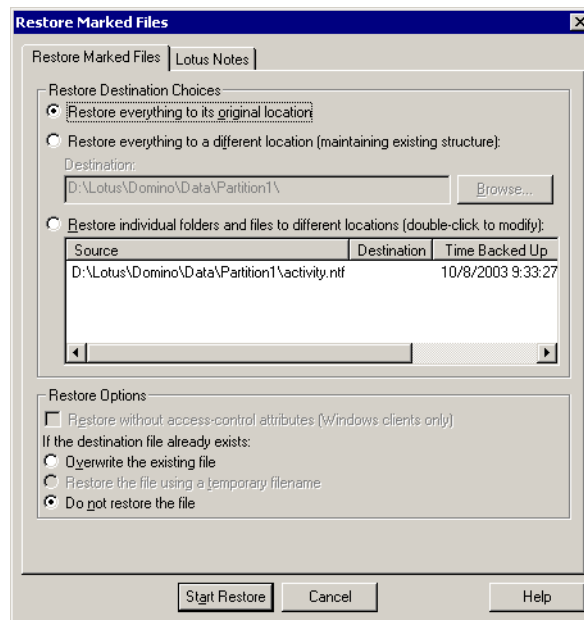 Restore Marked Files
Restore Marked Files Lotus Notes
Restore Destination Choices
Restore everything to its original location
Restore everything to a different location (maintaining existing structure):
Destination:
D:\Lotus\Domino\Data\Partition1\ Browse...
Restore individual folders and files to different locations (double-click to modify):
Source Destination Time Backed Up
D:\Lotus\Domino\Data\Partition1\activity.ntf 10/8/2003 9:33:27
Restore Options
Restore without access-control attributes (Windows clients only)
If the destination file already exists:
Overwrite the existing file
Restore the file using a temporary filename
Do not restore the file
Start Restore Cancel Help